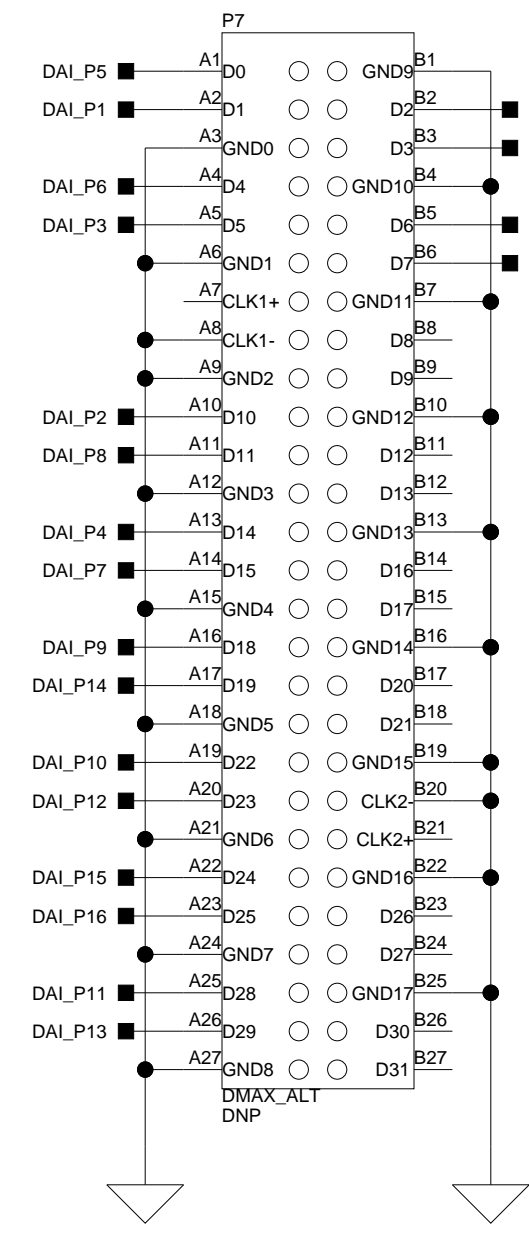 P7
DAI_P5 A1 D0 GND9 B1
DAI_P1 A2 D1 D2 B2
A3 GND0 D3 B3
DAI_P6 A4 D4 GND10 B4
DAI_P3 A5 D5 D6 B5
A6 GND1 D7 B6
A7 CLK1+ GND11 B7
A8 CLK1- D8 B8
A9 GND2 D9 B9
DAI_P2 A10 D10 GND12 B10
DAI_P8 A11 D11 D12 B11
A12 GND3 D13 B12
DAI_P4 A13 D14 GND13 B13
DAI_P7 A14 D15 D16 B14
A15 GND4 D17 B15
DAI_P9 A16 D18 GND14 B16
DAI_P14 A17 D19 D20 B17
A18 GND5 D21 B18
DAI_P10 A19 D22 GND15 B19
DAI_P12 A20 D23 CLK2- B20
A21 GND6 CLK2+ B21
DAI_P15 A22 D24 GND16 B22
DAI_P16 A23 D25 D26 B23
A24 GND7 D27 B24
DAI_P11 A25 D28 GND17 B25
DAI_P13 A26 D29 D30 B26
A27 GND8 D31 B27
DMAX_ALT
DNP